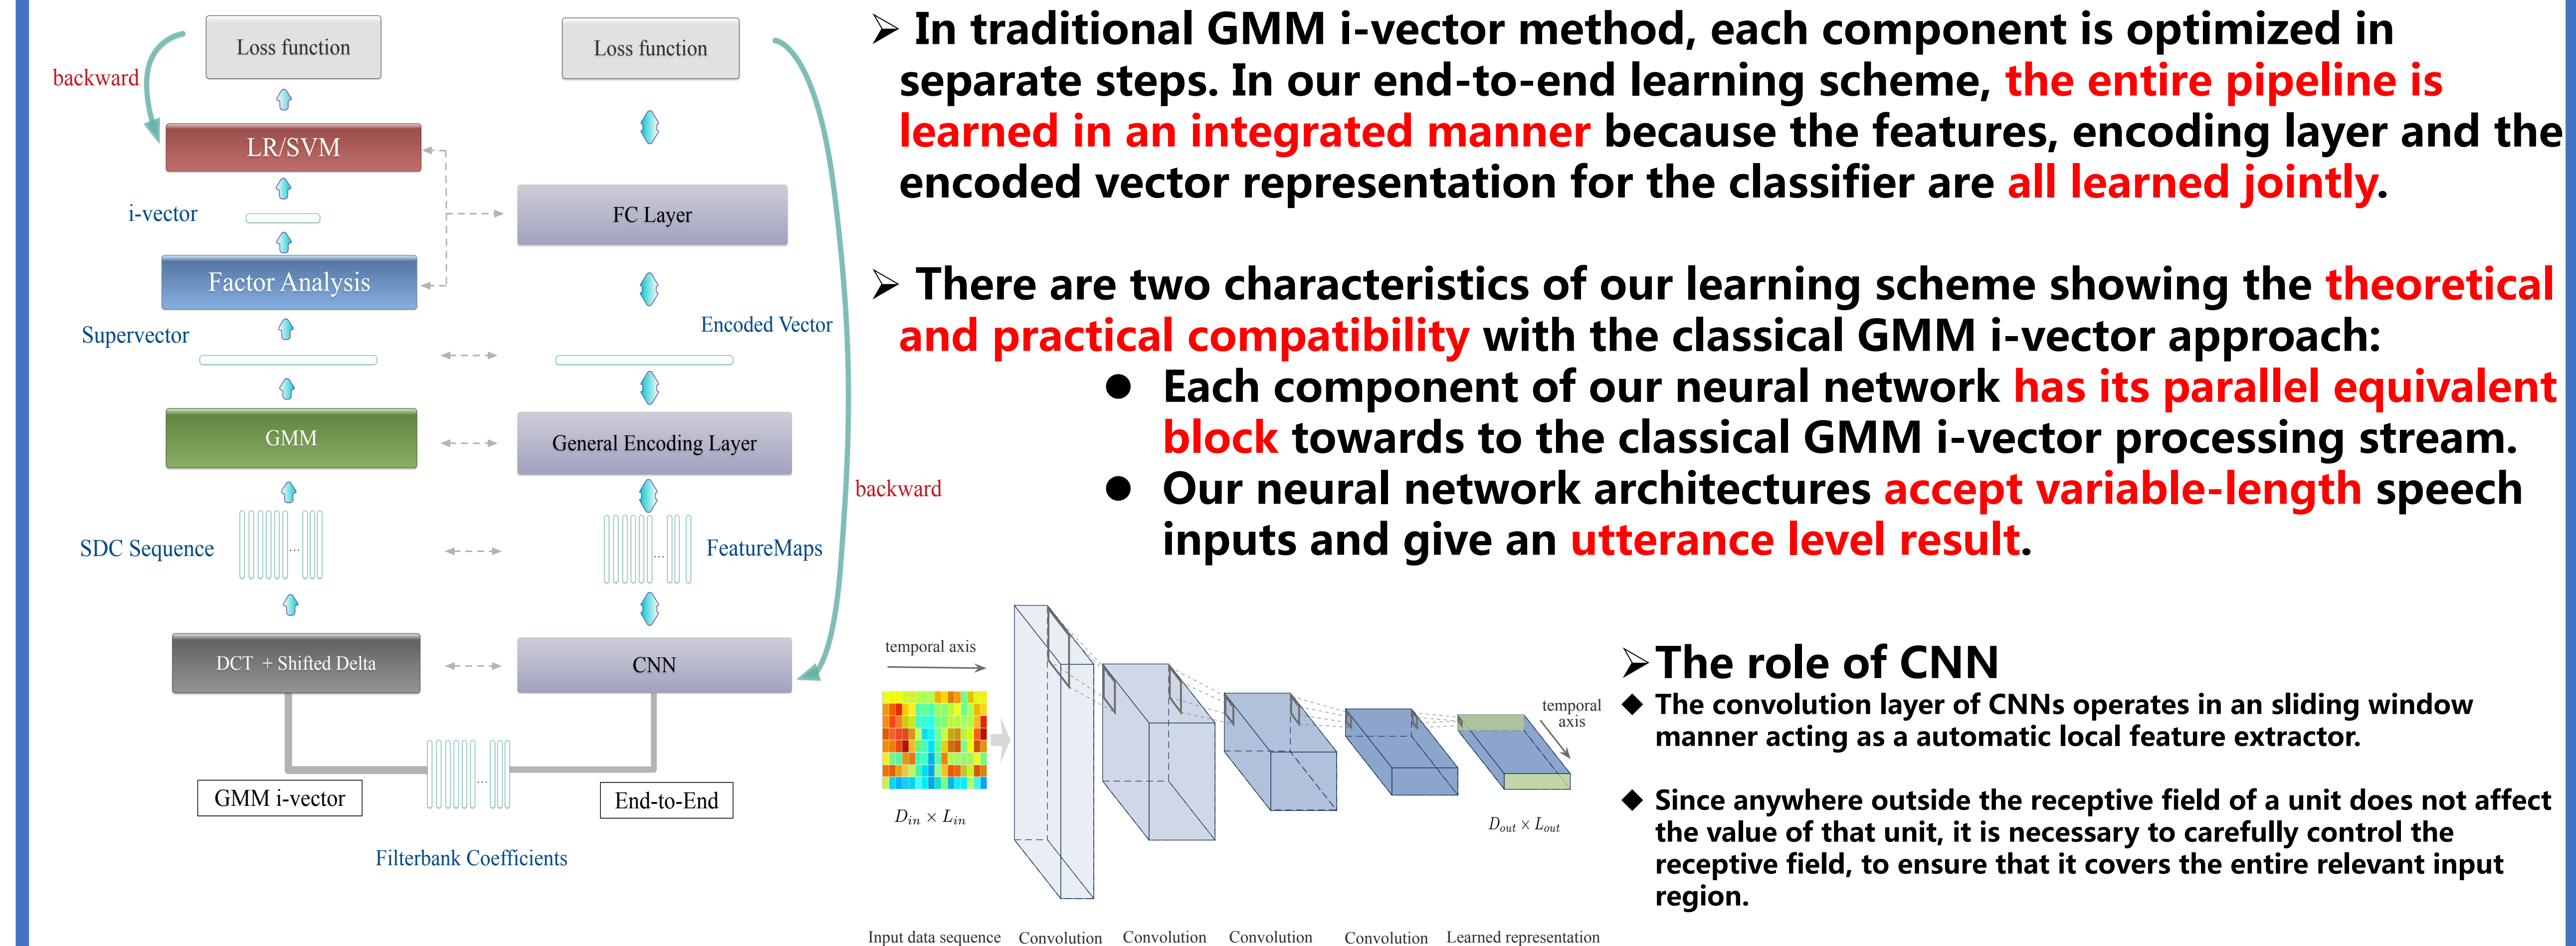 Loss function
Loss function
backward
LR/SVM
i-vector
FC Layer
Factor Analysis
Supervector
Encoded Vector
GMM
General Encoding Layer
backward
SDC Sequence
...
...
FeatureMaps
DCT + Shifted Delta
CNN
...
GMM i-vector
End-to-End
Filterbank Coefficients
➢ In traditional GMM i-vector method, each component is optimized in
separate steps. In our end-to-end learning scheme, the entire pipeline is
learned in an integrated manner because the features, encoding layer and the
encoded vector representation for the classifier are all learned jointly.
➢ There are two characteristics of our learning scheme showing the theoretical
and practical compatibility with the classical GMM i-vector approach:
● Each component of our neural network has its parallel equivalent
block towards to the classical GMM i-vector processing stream.
● Our neural network architectures accept variable-length speech
inputs and give an utterance level result.
temporal axis
D_in × L_in
temporal
axis
D_out × L_out
Input data sequence Convolution Convolution Convolution Convolution Learned representation
➢The role of CNN
◆ The convolution layer of CNNs operates in an sliding window
manner acting as a automatic local feature extractor.
◆ Since anywhere outside the receptive field of a unit does not affect
the value of that unit, it is necessary to carefully control the
receptive field, to ensure that it covers the entire relevant input
region.